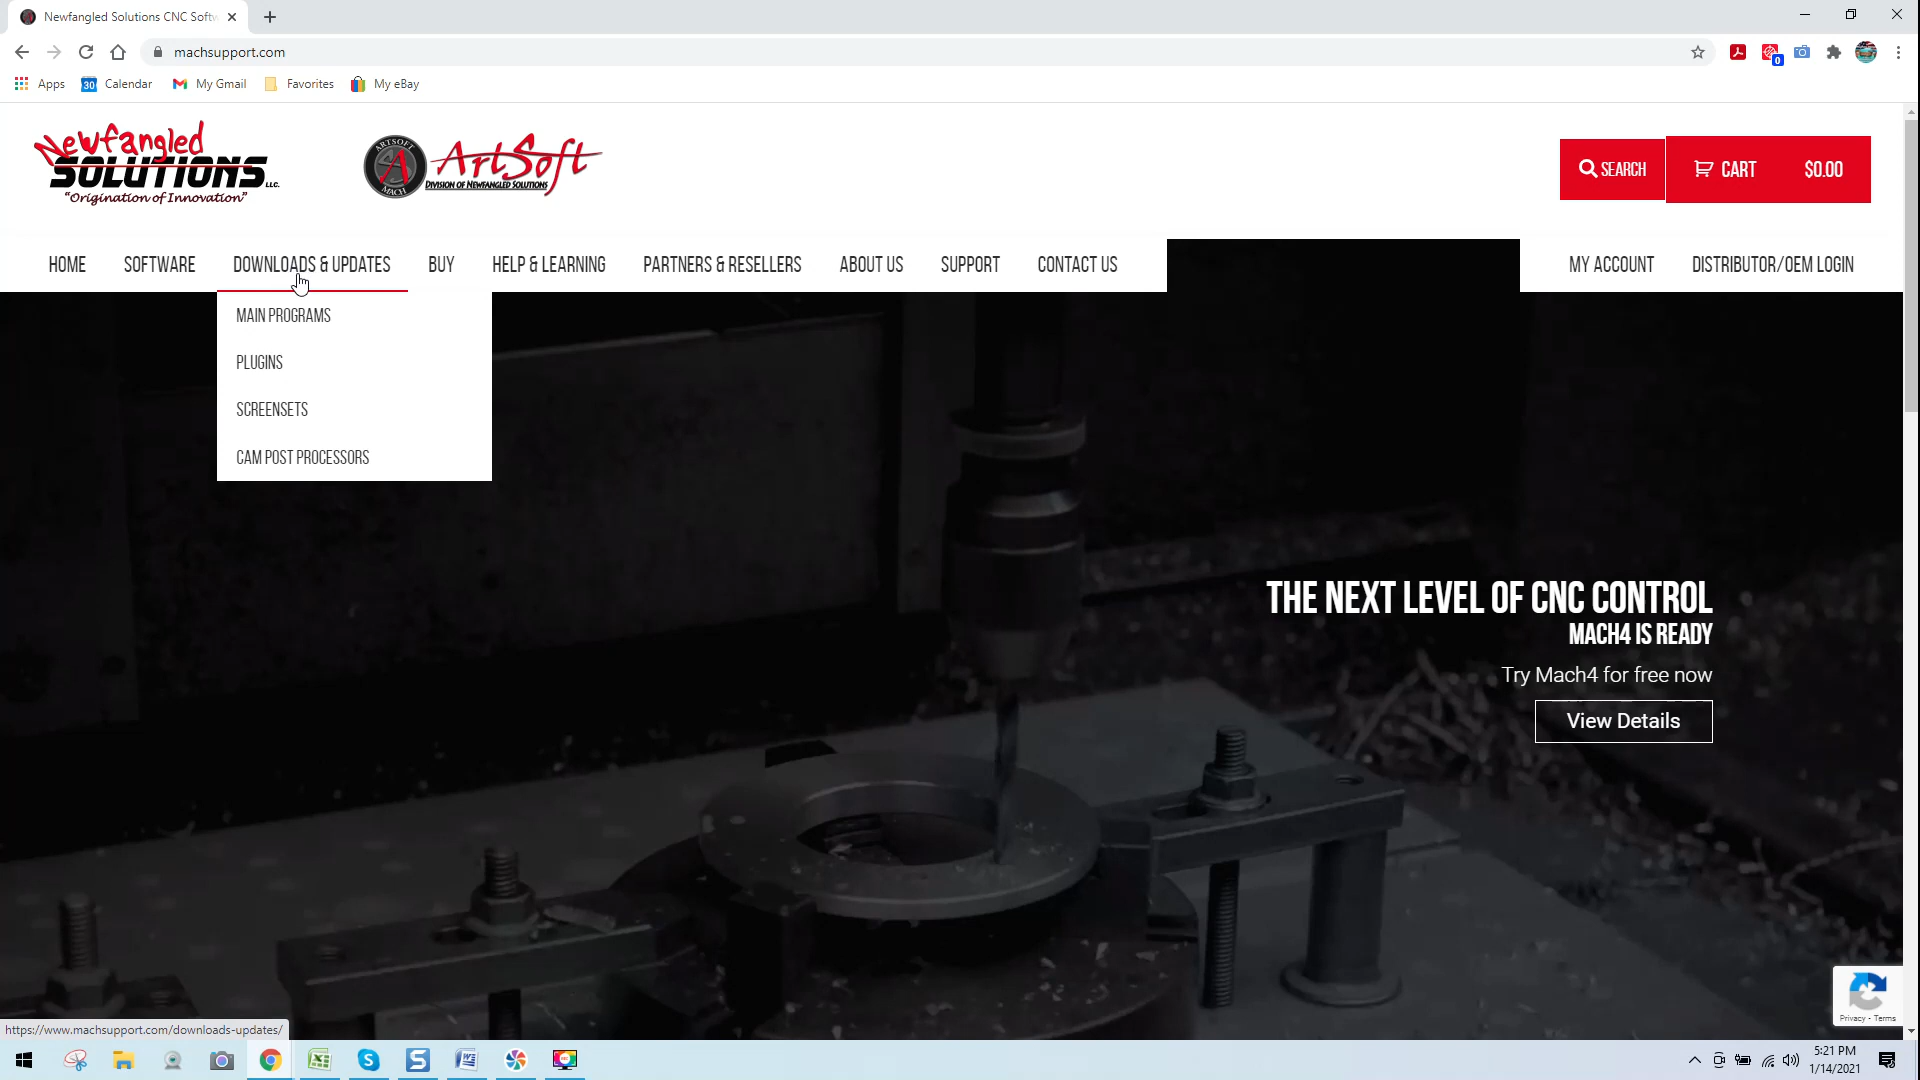 Newfangled Solutions CNC Softw
machsupport.com
0
Apps
30 Calendar
My Gmail
Favorites
My eBay
Newfangled
SOLUTIONS LLC.
"Origination of Innovation"
ARTSOFT
MACH
ArtSoft
DIVISION OF NEWFANGLED SOLUTIONS
SEARCH
CART $0.00
HOME SOFTWARE DOWNLOADS & UPDATES BUY HELP & LEARNING PARTNERS & RESELLERS ABOUT US SUPPORT CONTACT US MY ACCOUNT DISTRIBUTOR/OEM LOGIN
MAIN PROGRAMS
PLUGINS
SCREENSETS
CAM POST PROCESSORS
THE NEXT LEVEL OF CNC CONTROL
MACH4 IS READY
Try Mach4 for free now
View Details
Privacy - Terms
https://www.machsupport.com/downloads-updates/
5:21 PM
1/14/2021